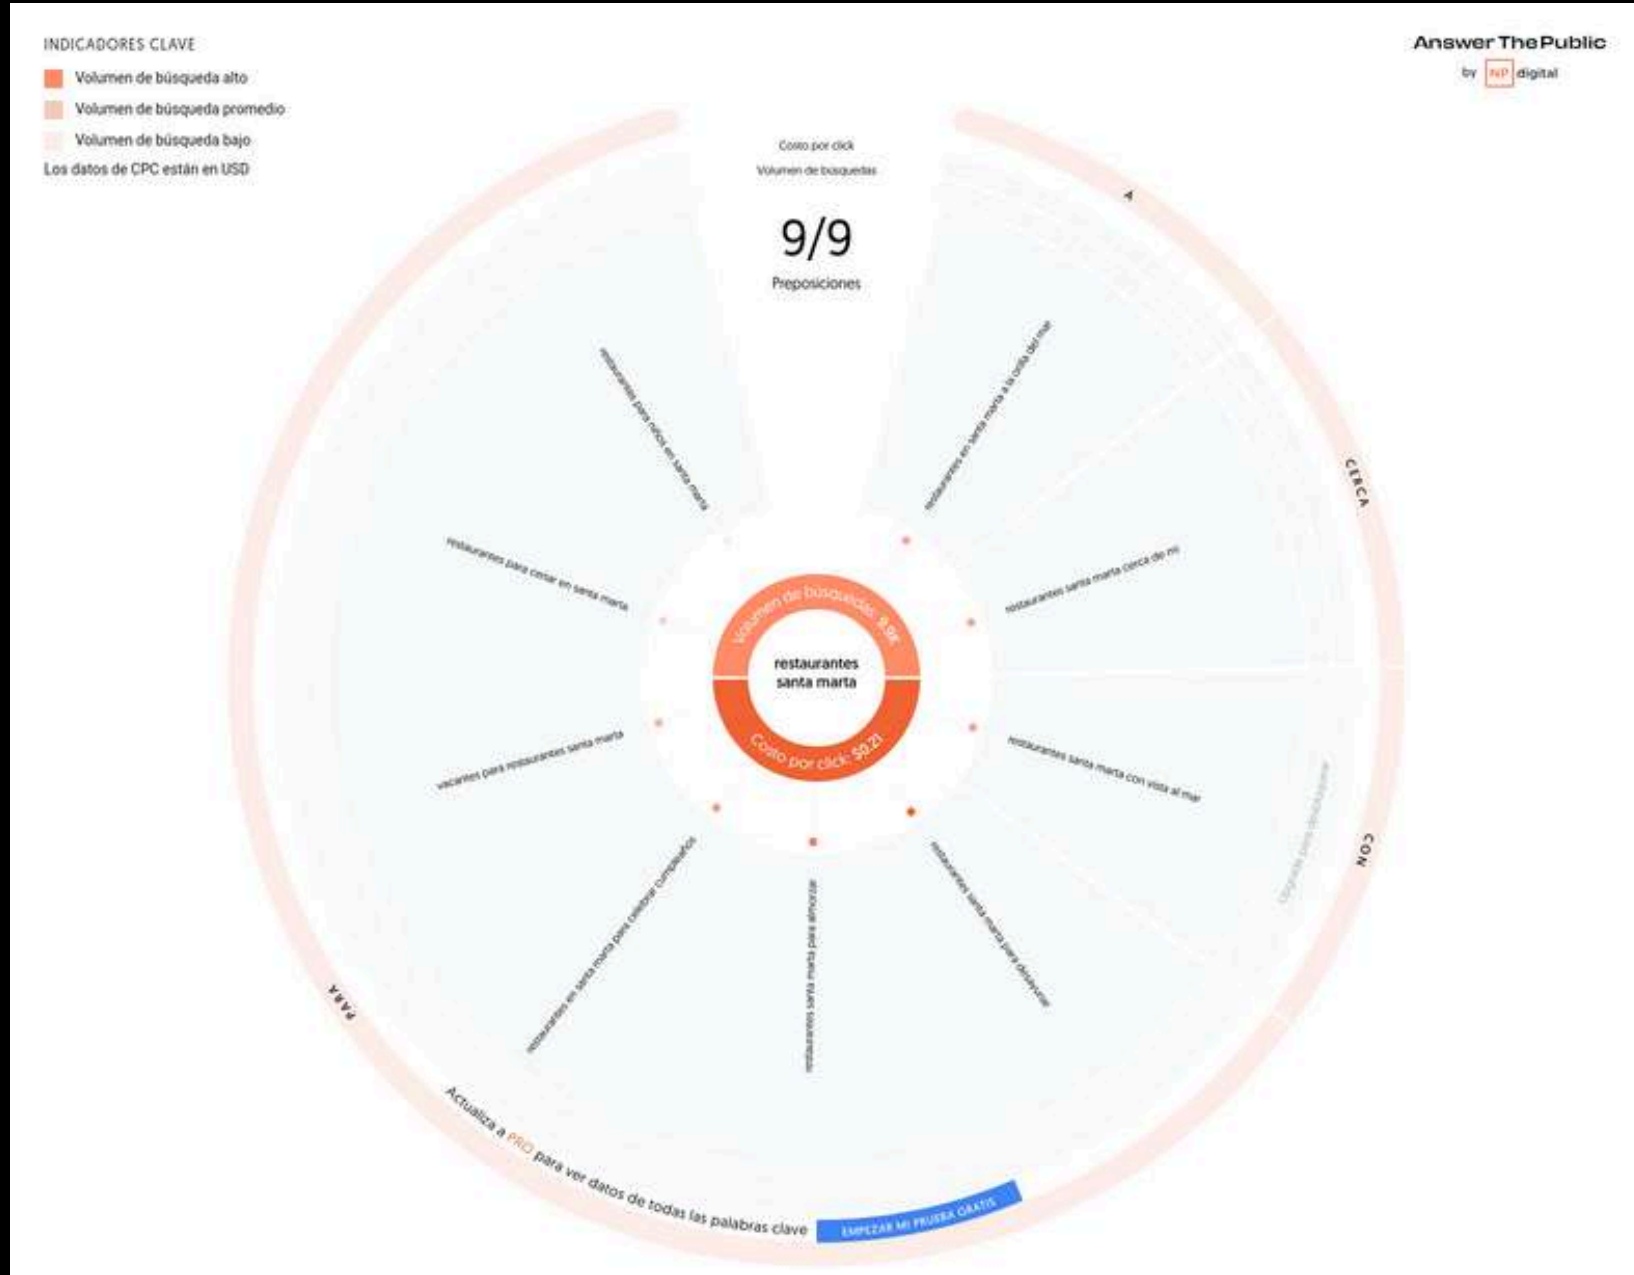 INDICADORES CLAVE
Volumen de búsqueda alto
Volumen de búsqueda promedio
Volumen de búsqueda bajo
Los datos de CPC están en USD
Answer The Public
by NP digital
Costo por click
Volumen de búsquedas
9/9
Preposiciones
A
restaurantes en santa marta a la orilla del mar
CERCA
restaurantes santa marta cerca de mi
CON
restaurantes santa marta con vista al mar
Upgrade para desbloquear
PARA
restaurantes santa marta para desayunar
restaurantes santa marta para almorzar
restaurantes en santa marta para celebrar cumpleaños
vacantes para restaurantes santa marta
restaurantes para cenar en santa marta
restaurantes para niños en santa marta
Volumen de búsquedas: 9.9K
restaurantes
santa marta
Costo por click: $0.21
Actualiza a PRO para ver datos de todas las palabras clave
EMPEZAR MI PRUEBA GRATIS